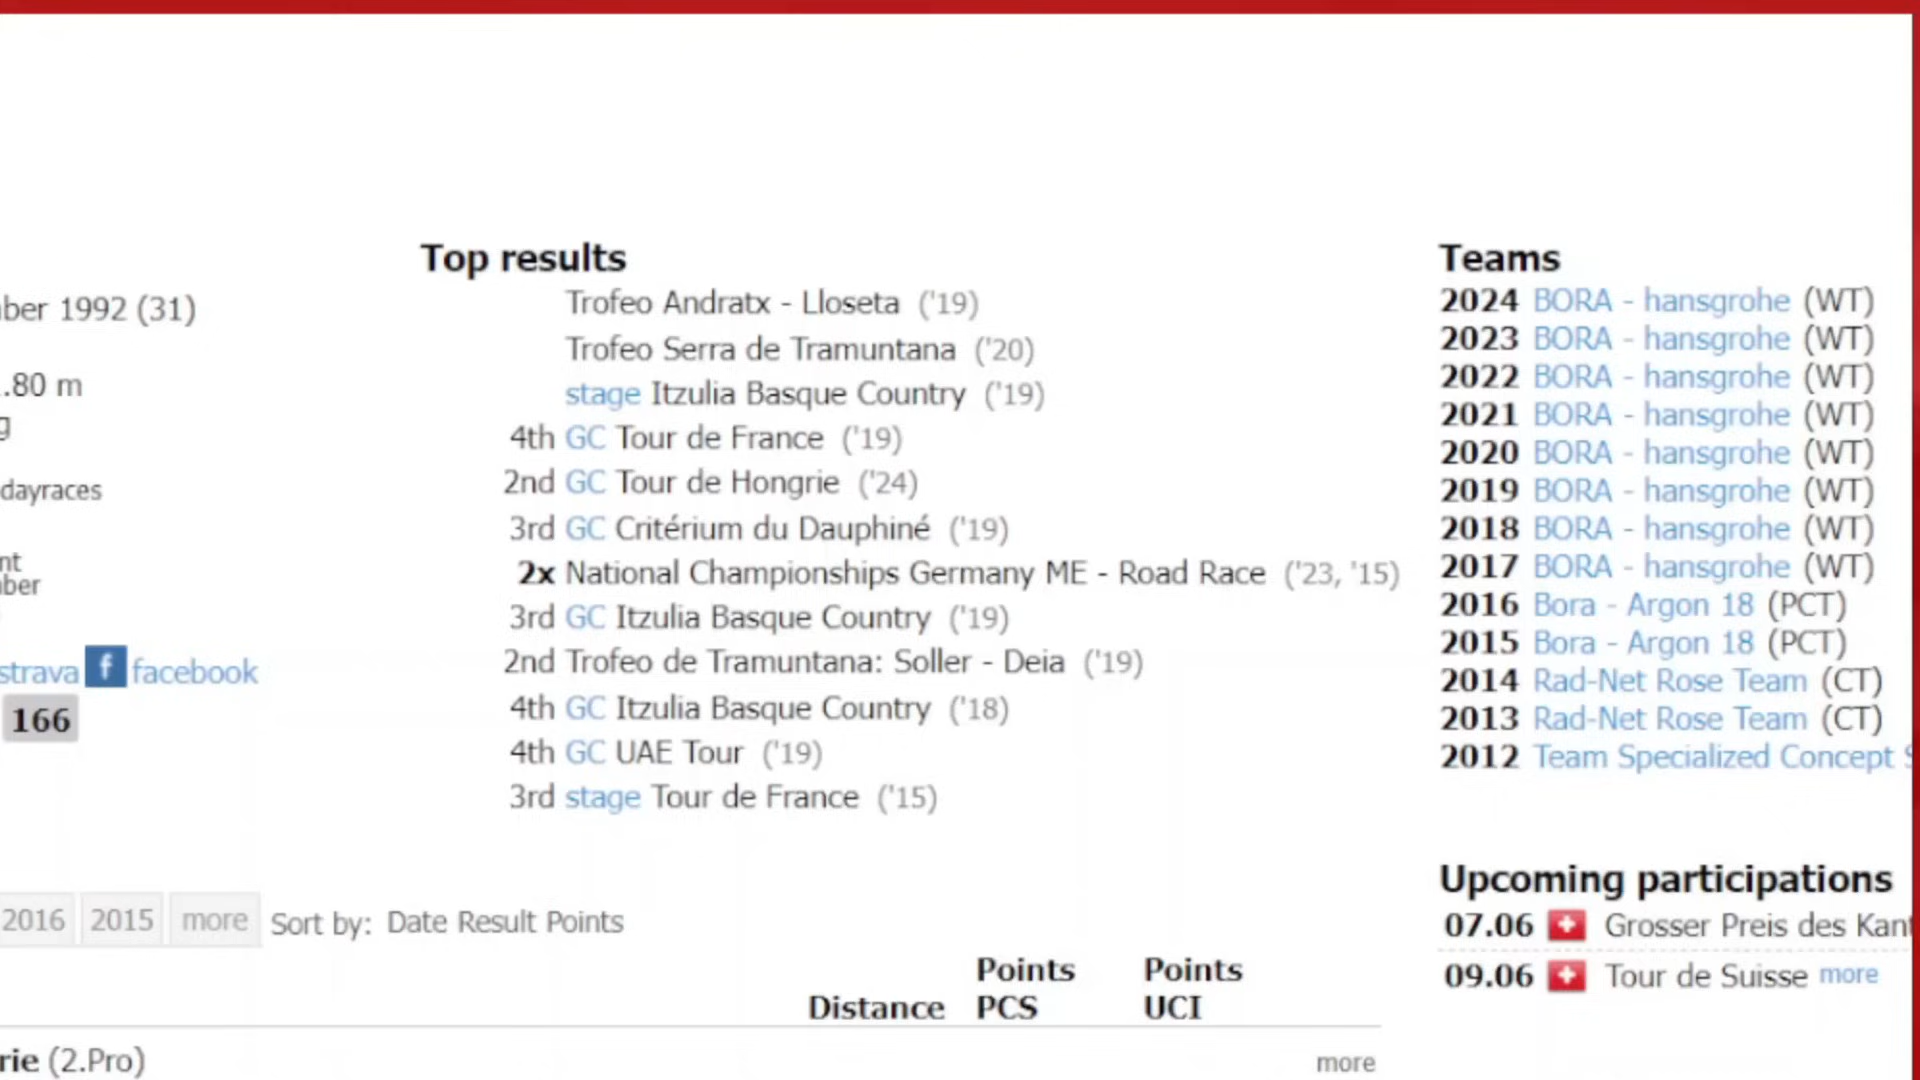 ber 1992 (31)
.80 m
g
dayraces
nt
ber
strava f facebook
166
Top results
Trofeo Andratx - Lloseta ('19)
Trofeo Serra de Tramuntana ('20)
stage Itzulia Basque Country ('19)
4th GC Tour de France ('19)
2nd GC Tour de Hongrie ('24)
3rd GC Critérium du Dauphiné ('19)
2x National Championships Germany ME - Road Race ('23, '15)
3rd GC Itzulia Basque Country ('19)
2nd Trofeo de Tramuntana: Soller - Deia ('19)
4th GC Itzulia Basque Country ('18)
4th GC UAE Tour ('19)
3rd stage Tour de France ('15)
Teams
2024 BORA - hansgrohe (WT)
2023 BORA - hansgrohe (WT)
2022 BORA - hansgrohe (WT)
2021 BORA - hansgrohe (WT)
2020 BORA - hansgrohe (WT)
2019 BORA - hansgrohe (WT)
2018 BORA - hansgrohe (WT)
2017 BORA - hansgrohe (WT)
2016 Bora - Argon 18 (PCT)
2015 Bora - Argon 18 (PCT)
2014 Rad-Net Rose Team (CT)
2013 Rad-Net Rose Team (CT)
2012 Team Specialized Concept S
Upcoming participations
07.06 Grosser Preis des Kant
09.06 Tour de Suisse more
2016 2015 more Sort by: Date Result Points
Distance
Points PCS
Points UCI
rie (2.Pro) more